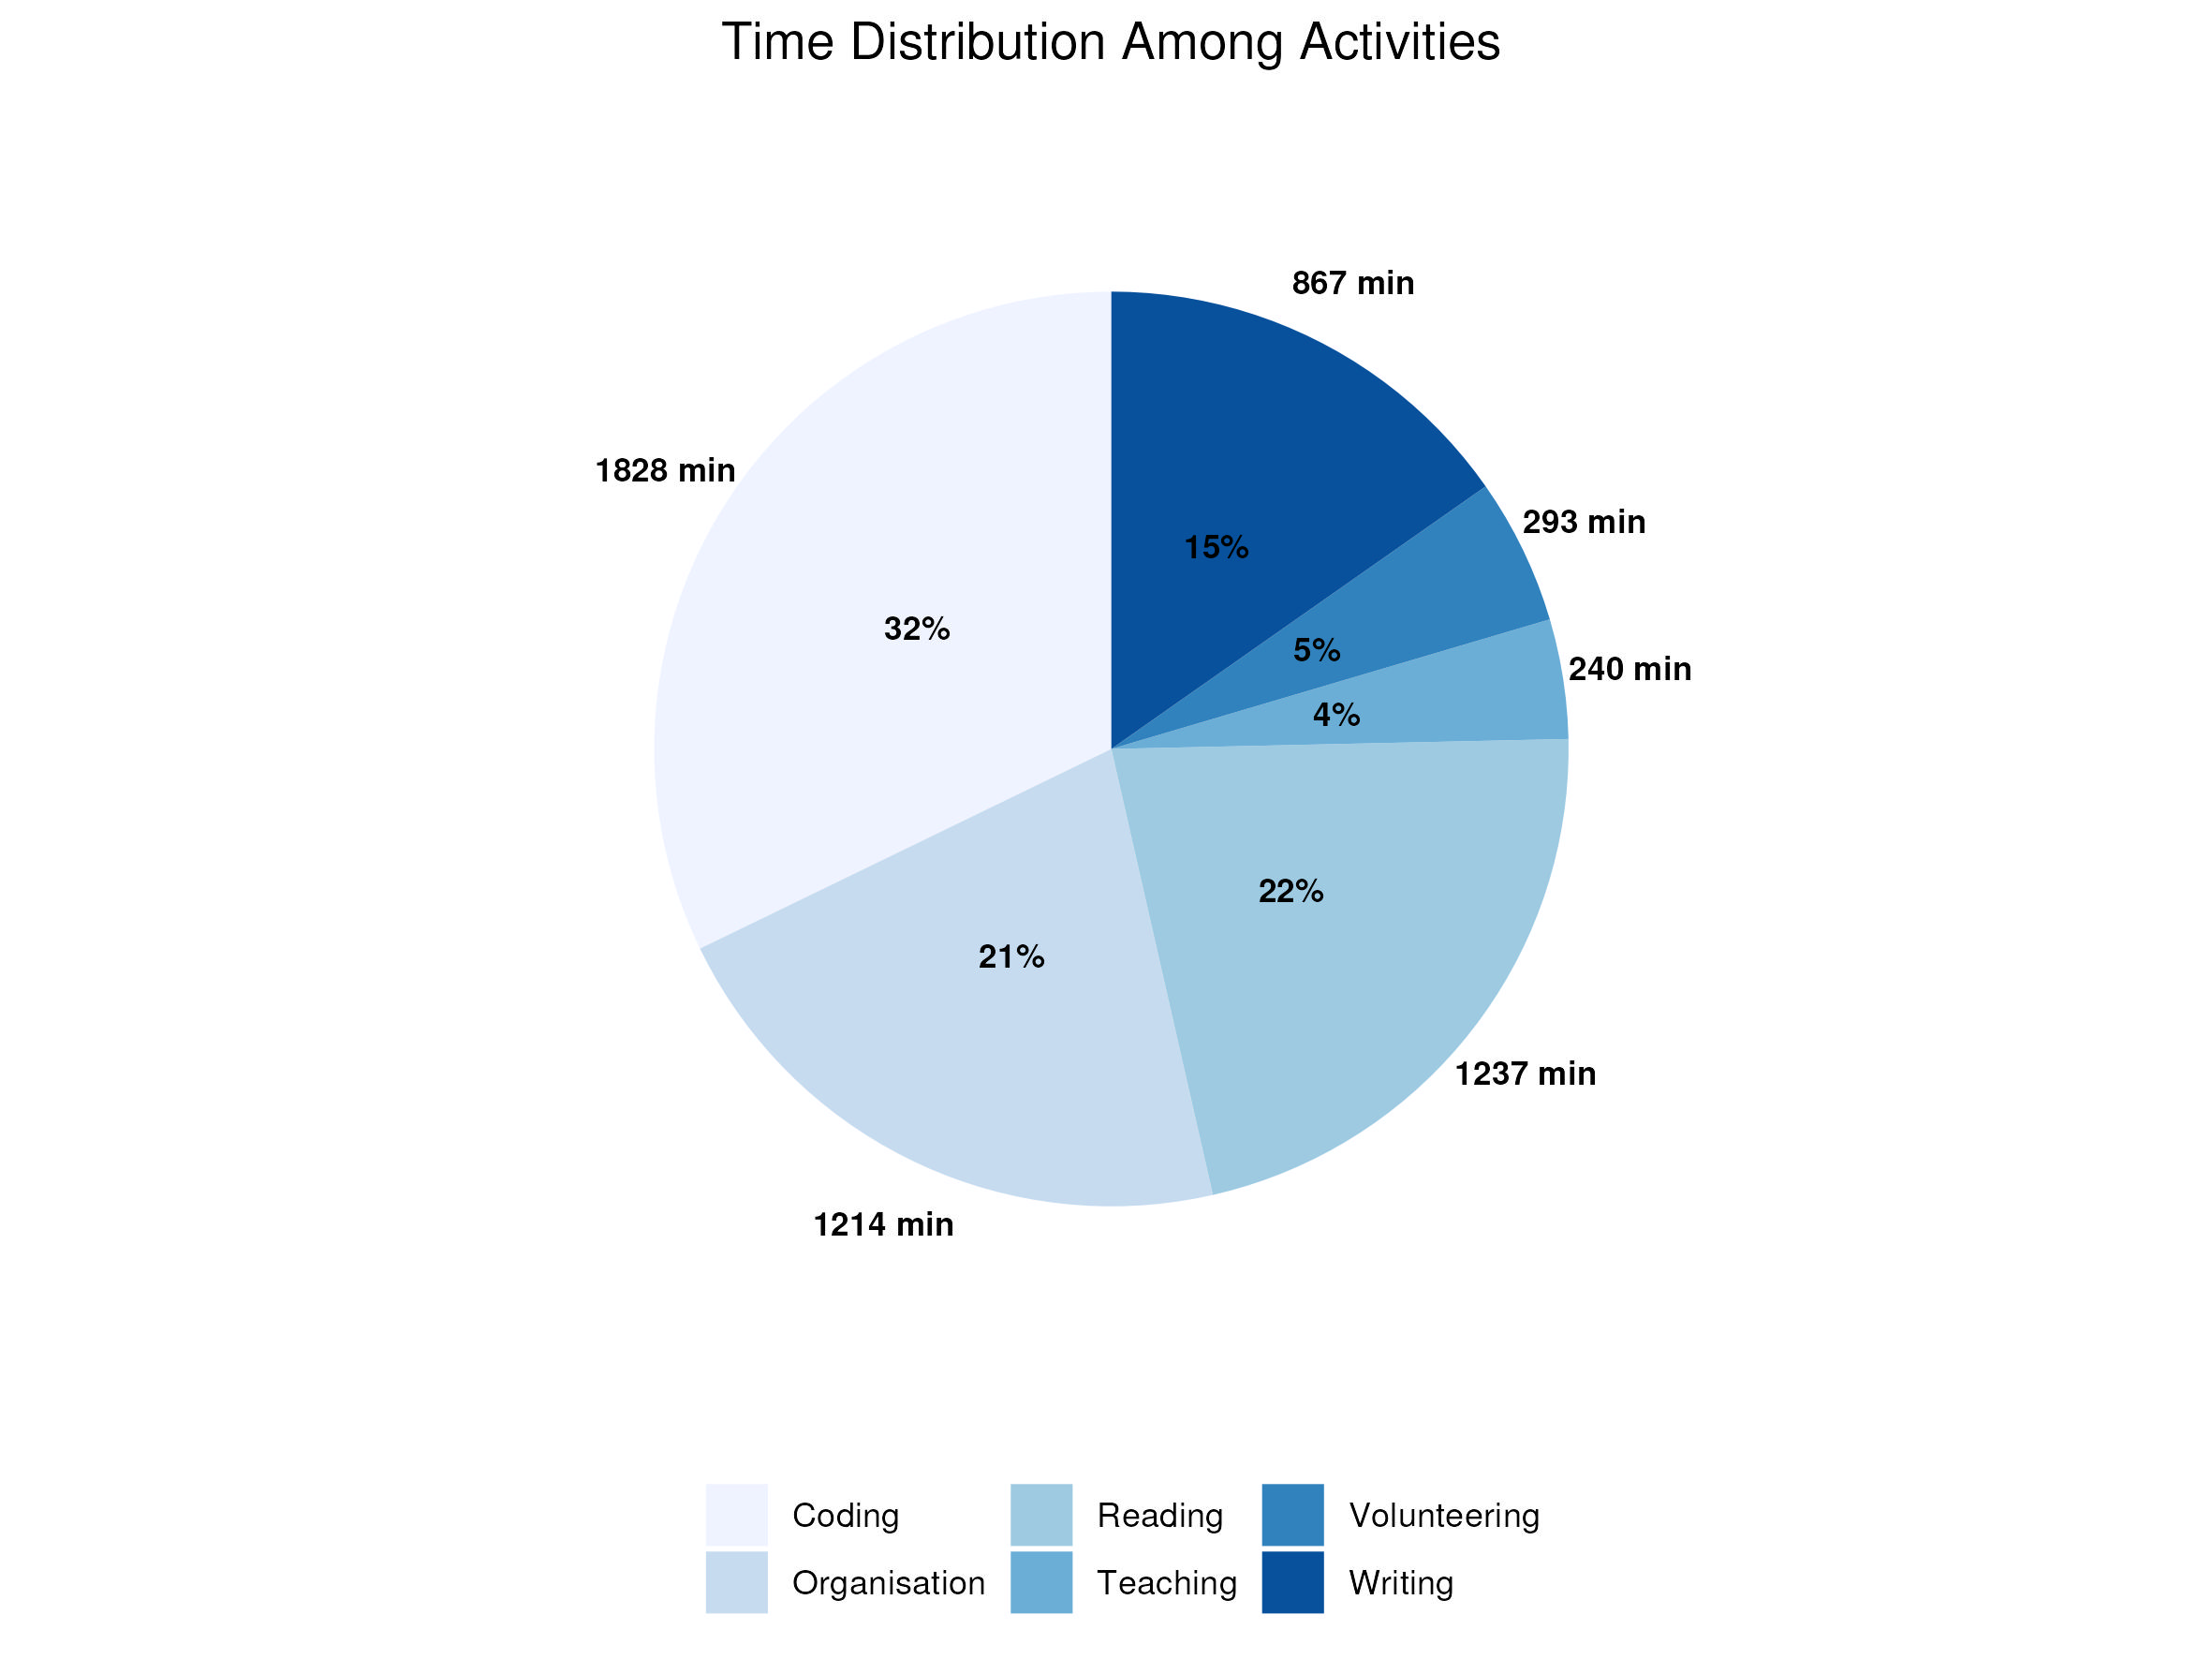 Time Distribution Among Activities
867 min
1828 min
293 min
15%
32%
5%
240 min
4%
22%
21%
1237 min
1214 min
Coding
Reading
Volunteering
Organisation
Teaching
Writing